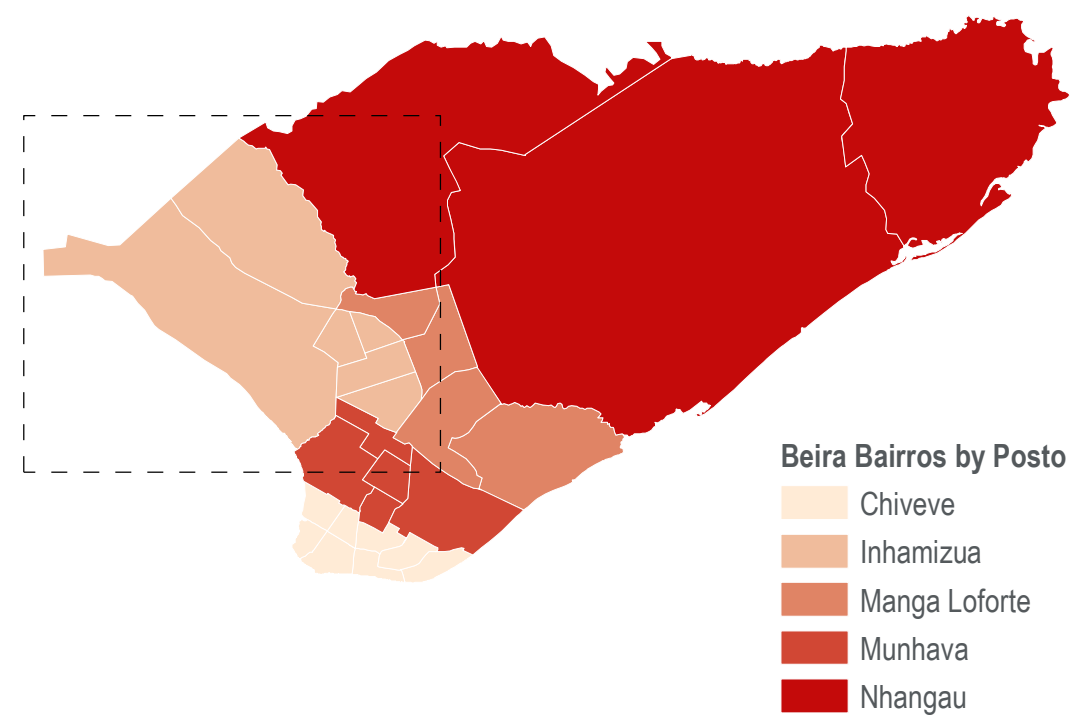 Beira Bairros by Posto
Chiveve
Inhamizua
Manga Loforte
Munhava
Nhangau